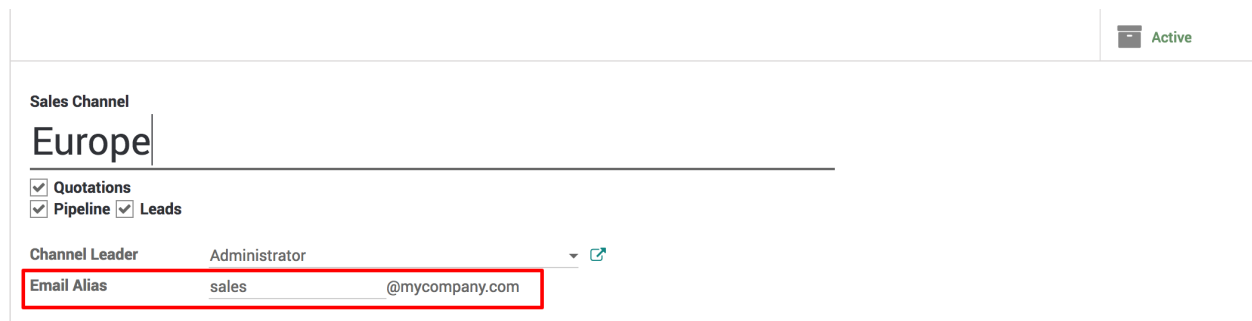 Active
Sales Channel
Europe
Quotations
Pipeline Leads
Channel Leader Administrator
Email Alias sales @mycompany.com